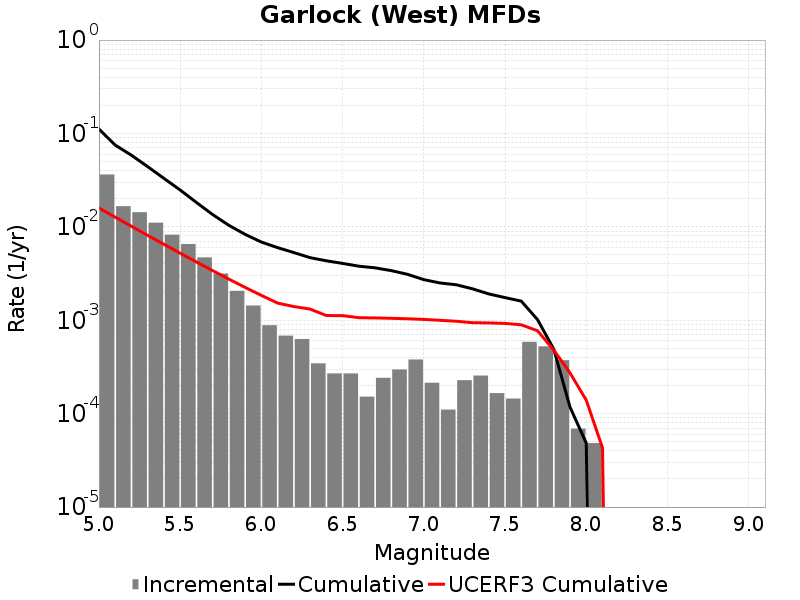 Garlock (West) MFDs
Rate (1/yr)
10^0
10^-1
10^-2
10^-3
10^-4
10^-5
5.0 5.5 6.0 6.5 7.0 7.5 8.0 8.5 9.0
Magnitude
Incremental Cumulative UCERF3 Cumulative